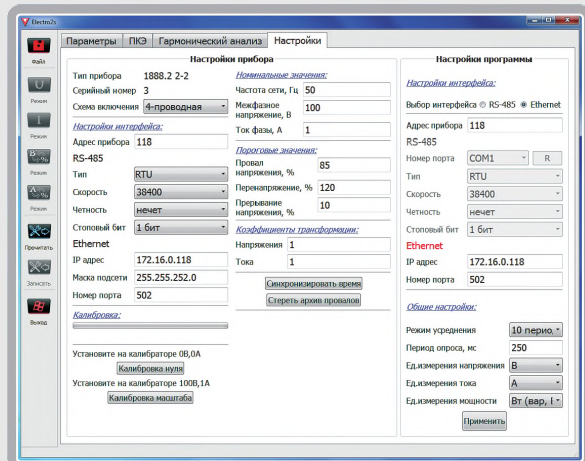 Electro2s
Параметры ПКЭ Гармонический анализ Настройки
Файл
U
Режим
I
Режим
Режим
Режим
Прочитать
Записать
Выход
Настройки прибора
Тип прибора 1888.2 2-2
Серийный номер 3
Схема включения 4-проводная
Настройки интерфейса:
Адрес прибора 118
RS-485
Тип RTU
Скорость 38400
Четность нечет
Стоповый бит 1 бит
Ethernet
IP адрес 172.16.0.118
Маска подсети 255.255.252.0
Номер порта 502
Калибровка:
Установите на калибраторе 0В,0А
Калибровка нуля
Установите на калибраторе 100В,1А
Калибровка масштаба
Номинальные значения:
Частота сети, Гц 50
Межфазное
напряжение, В 100
Ток фазы, А 1
Пороговые значения:
Провал
напряжения, % 85
Перенапряжение, % 120
Прерывание
напряжения, % 10
Коэффициенты трансформации:
Напряжения 1
Тока 1
Синхронизировать время
Стереть архив провалов
Настройки программы
Настройки интерфейса:
Выбор интерфейса RS-485 Ethernet
Адрес прибора 118
RS-485
Номер порта COM1 R
Тип RTU
Скорость 38400
Четность нечет
Стоповый бит 1 бит
Ethernet
IP адрес 172.16.0.118
Номер порта 502
Общие настройки:
Режим усреднения 10 перио,
Период опроса, мс 250
Ед.измерения напряжения В
Ед.измерения тока А
Ед.измерения мощности Вт (вар,
Применить